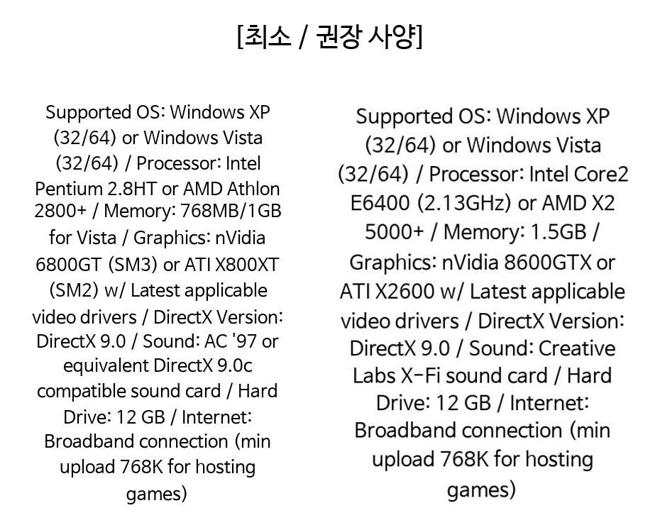 [최소 / 권장 사양]
Supported OS: Windows XP
(32/64) or Windows Vista
(32/64) / Processor: Intel
Pentium 2.8HT or AMD Athlon
2800+ / Memory: 768MB/1GB
for Vista / Graphics: nVidia
6800GT (SM3) or ATI X800XT
(SM2) w/ Latest applicable
video drivers / DirectX Version:
DirectX 9.0 / Sound: AC '97 or
equivalent DirectX 9.0c
compatible sound card / Hard
Drive: 12 GB / Internet:
Broadband connection (min
upload 768K for hosting
games)
Supported OS: Windows XP
(32/64) or Windows Vista
(32/64) / Processor: Intel Core2
E6400 (2.13GHz) or AMD X2
5000+ / Memory: 1.5GB /
Graphics: nVidia 8600GTX or
ATI X2600 w/ Latest applicable
video drivers / DirectX Version:
DirectX 9.0 / Sound: Creative
Labs X-Fi sound card / Hard
Drive: 12 GB / Internet:
Broadband connection (min
upload 768K for hosting
games)